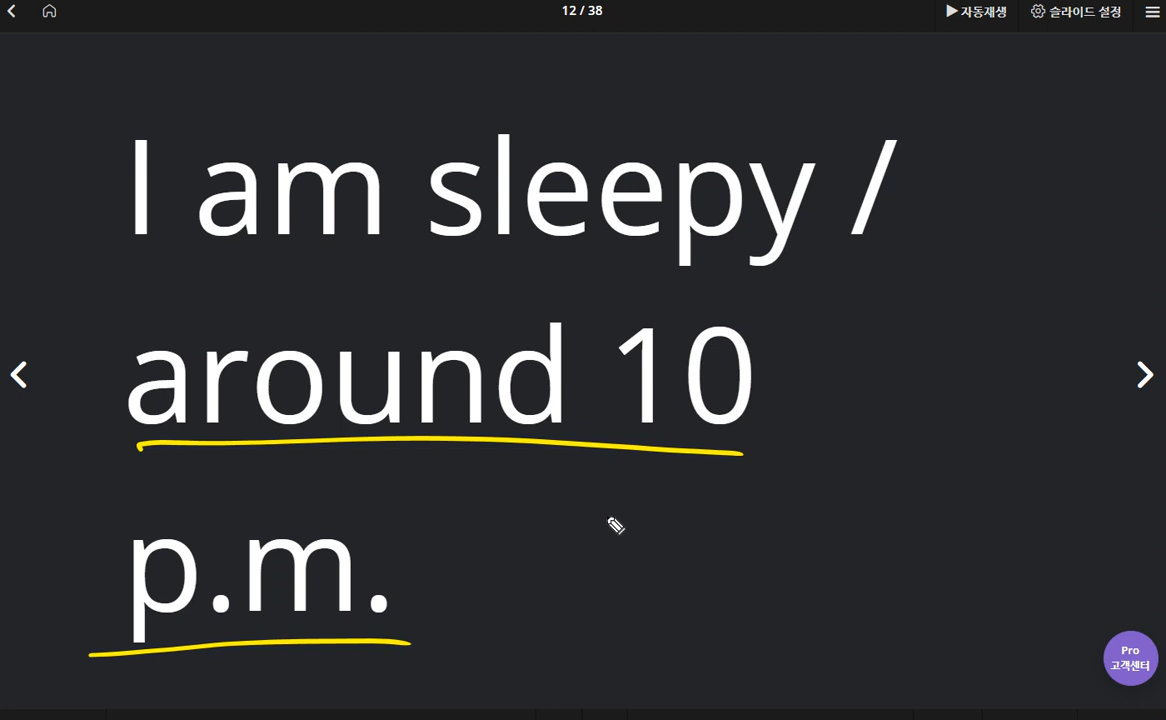 12 / 38
▶ 자동재생
슬라이드 설정
I am sleepy /
around 10
p.m.
Pro
고객센터